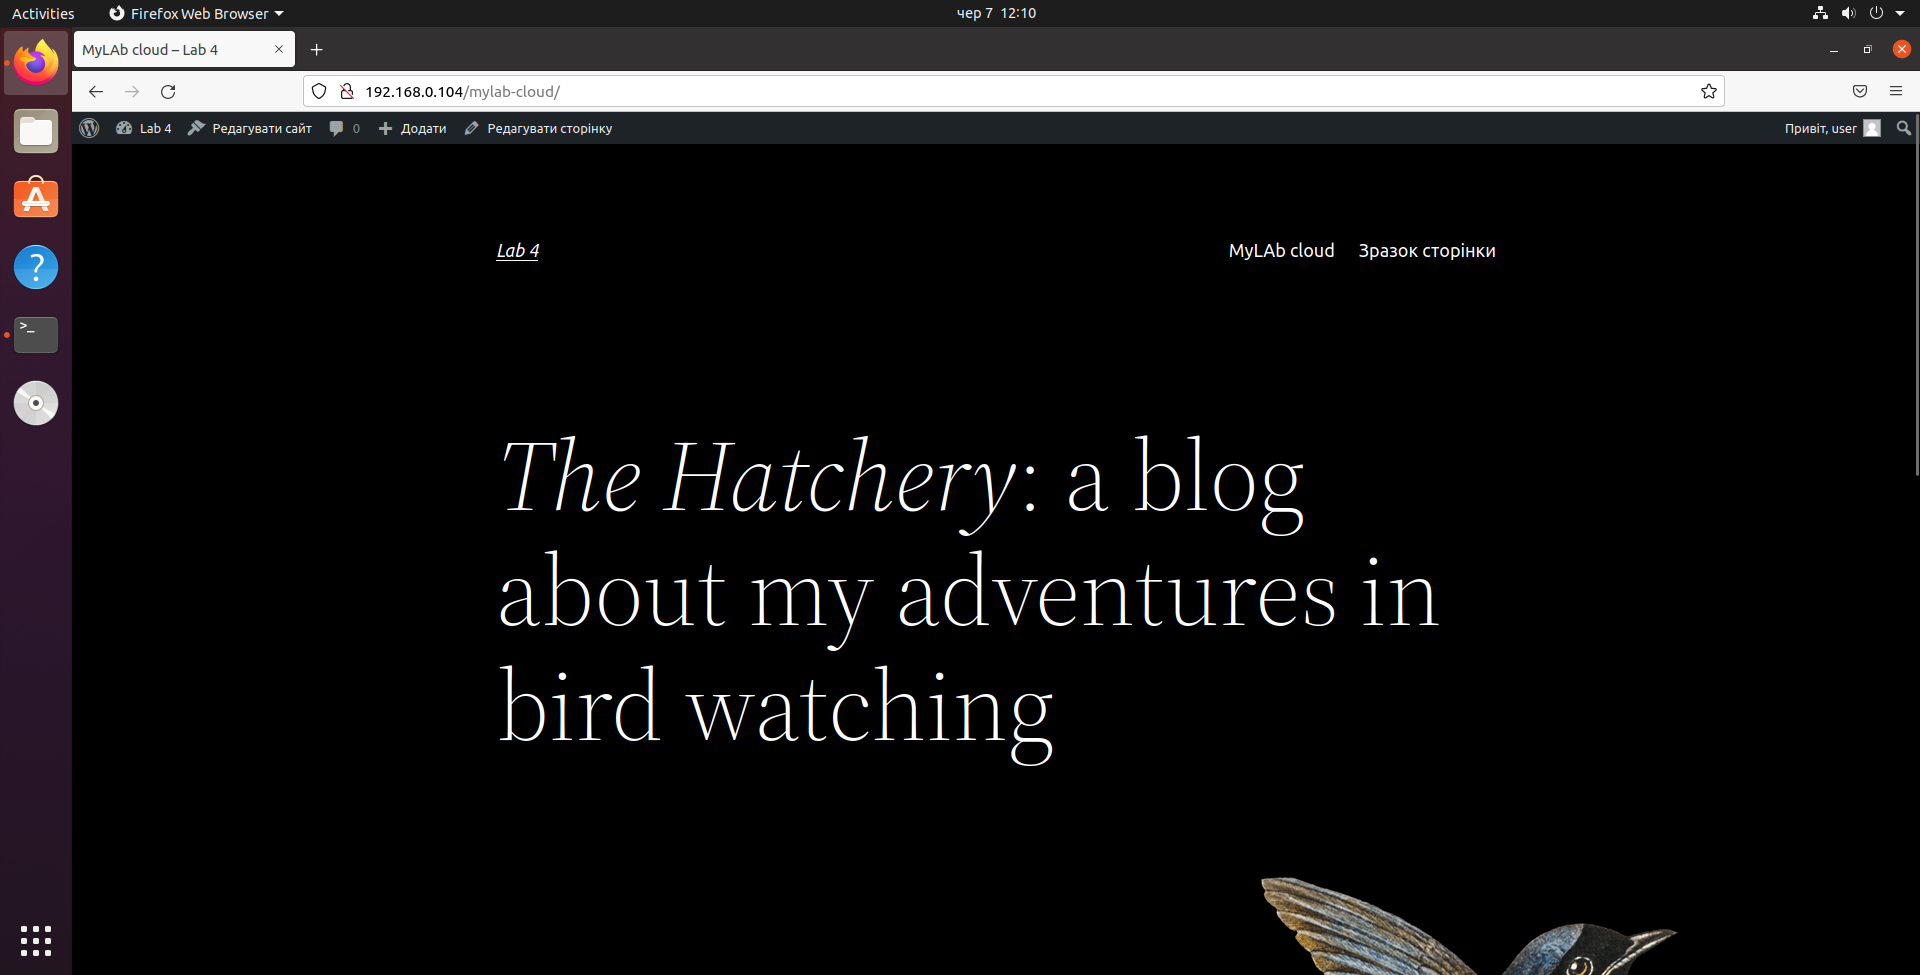 Activities
Firefox Web Browser
чер 7 12:10
MyLAb cloud – Lab 4
192.168.0.104/mylab-cloud/
Lab 4
Редагувати сайт
0
Додати
Редагувати сторінку
Привіт, user
Lab 4
MyLAb cloud
Зразок сторінки
The Hatchery: a blog
about my adventures in
bird watching